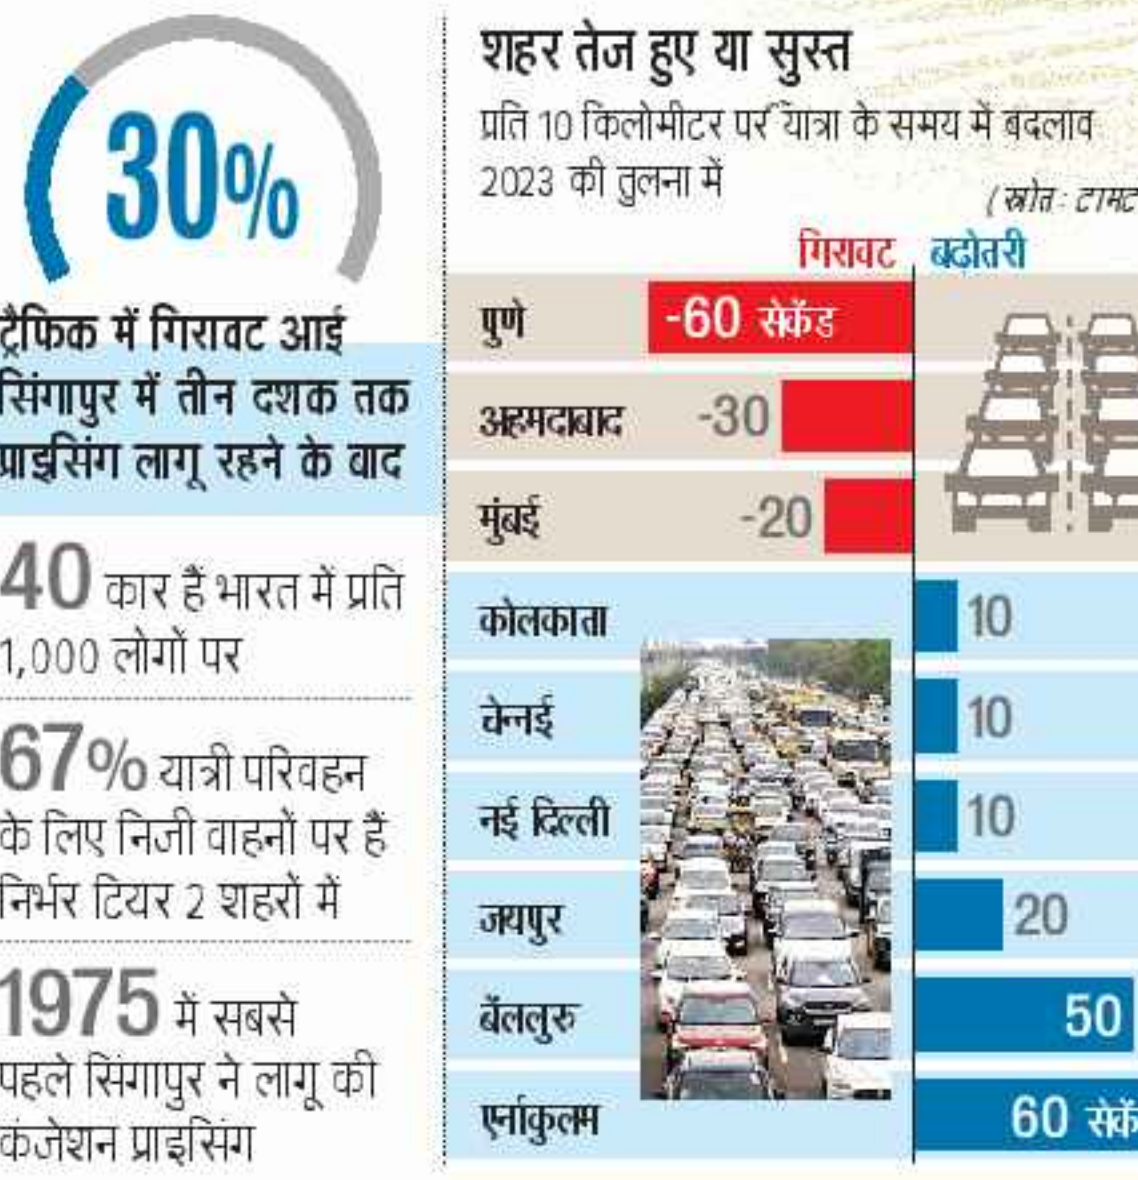 30%
ट्रैफिक में गिरावट आई
सिंगापुर में तीन दशक तक
प्राइसिंग लागू रहने के बाद
40 कार हैं भारत में प्रति
1,000 लोगों पर
67% यात्री परिवहन
के लिए निजी वाहनों पर हैं
निर्भर टियर 2 शहरों में
1975 में सबसे
पहले सिंगापुर ने लागू की
कंजेशन प्राइसिंग
शहर तेज हुए या सुस्त
प्रति 10 किलोमीटर पर यात्रा के समय में बदलाव
2023 की तुलना में
(स्रोत: टामट
गिरावट बढ़ोतरी
पुणे -60 सेकेंड
अहमदाबाद -30
मुंबई -20
कोलकाता 10
चेन्नई 10
नई दिल्ली 10
जयपुर 20
बेंललुरु 50
एर्नाकुलम 60 सेकें